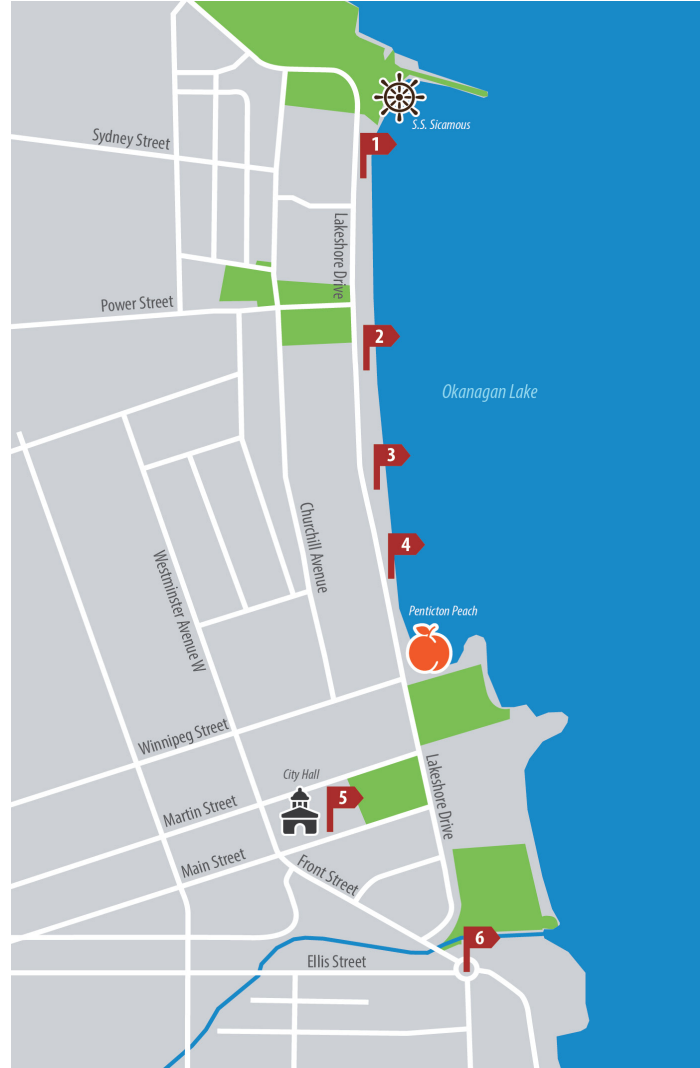 S.S. Sicamous
1
Sydney Street
Lakeshore Drive
Power Street
2
Okanagan Lake
3
Churchill Avenue
4
Westminster Avenue W
Penticton Peach
Winnipeg Street
Lakeshore Drive
City Hall
5
Martin Street
Main Street
Front Street
6
Ellis Street